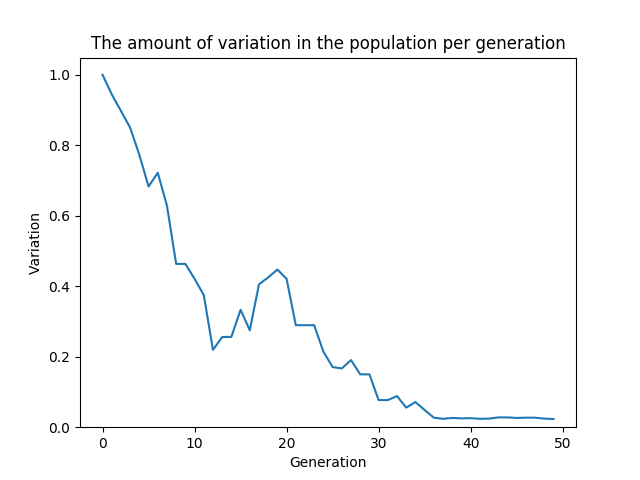 The amount of variation in the population per generation
1.0
0.8
0.6
0.4
0.2
0.0
Variation
0 10 20 30 40 50
Generation